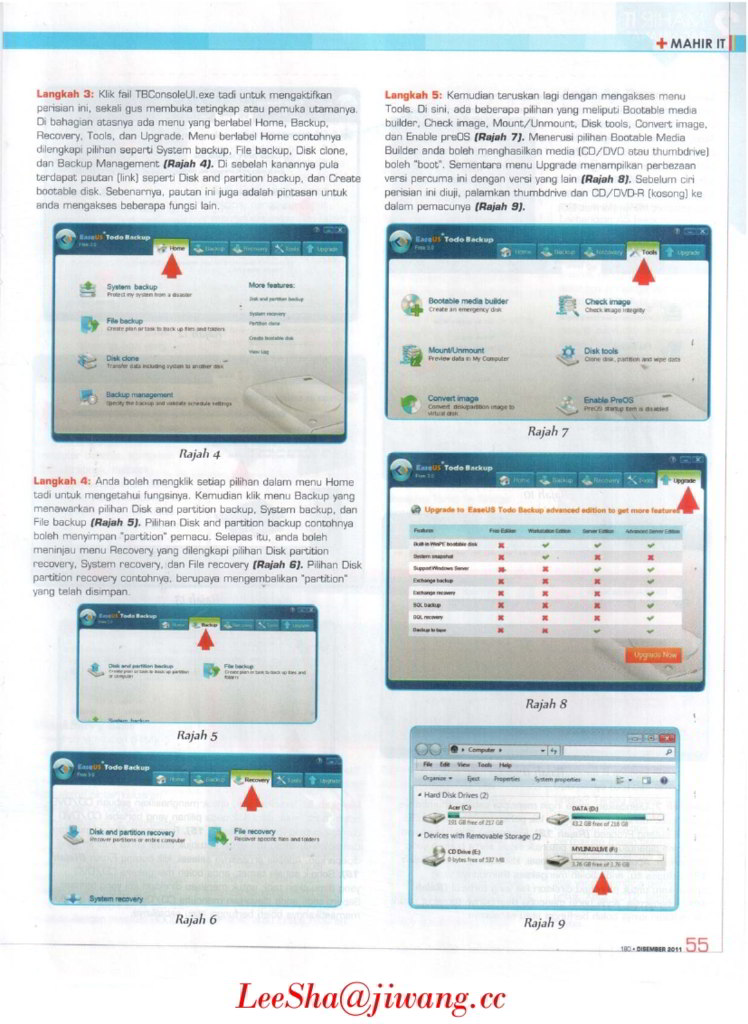 + MAHIR IT
Langkah 3: Klik fail TBConsoleUI.exe tadi untuk mengaktifkan
perisian ini, sekali gus membuka tetingkap atau pemuka utamanya.
Di bahagian atasnya ada menu yang berlabel Home, Backup,
Recovery, Tools, dan Upgrade. Menu berlabel Home contohnya
dilengkapi pilihan seperti System backup, File backup, Disk clone,
dan Backup Management (Rajah 4). Di sebelah kanannya pula
terdapat pautan (link) seperti Disk and partition backup, dan Create
bootable disk. Sebenarnya, pautan ini juga adalah pintasan untuk
anda mengakses beberapa fungsi lain.
EaseUS Todo Backup
Free 3.0
Home Backup Recovery Tools Upgrade
System backup
Protect my system from a disaster
File backup
Create plan or task to back up files and folders
Disk clone
Transfer data including system to another disk
Backup management
Specify the backup and validate schedule settings
More features:
Disk and partition backup
System recovery
Partition clone
Create bootable disk
View Log
Rajah 4
Langkah 4: Anda boleh mengklik setiap pilihan dalam menu Home
tadi untuk mengetahui fungsinya. Kemudian klik menu Backup yang
menawarkan pilihan Disk and partition backup, System backup, dan
File backup (Rajah 5). Pilihan Disk and partition backup contohnya
boleh menyimpan "partition" pemacu. Selepas itu, anda boleh
meninjau menu Recovery yang dilengkapi pilihan Disk partition
recovery, System recovery, dan File recovery (Rajah 6). Pilihan Disk
partition recovery contohnya, berupaya mengembalikan "partition"
yang telah disimpan.
EaseUS Todo Backup
Free 3.0
Home Backup Recovery Tools Upgrade
Disk and partition backup
Create plan or task to back up partition
or computer
File backup
Create plan or task to back up files and
folders
System backup
Rajah 5
EaseUS Todo Backup
Free 3.0
Home Backup Recovery Tools Upgrade
Disk and partition recovery
Recover partitions or entire computer
File recovery
Recover specific files and folders
System recovery
Rajah 6
Langkah 5: Kemudian teruskan lagi dengan mengakses menu
Tools. Di sini, ada beberapa pilihan yang meliputi Bootable media
builder, Check image, Mount/Unmount, Disk tools, Convert image,
dan Enable preOS (Rajah 7). Menerusi pilihan Bootable Media
Builder anda boleh menghasilkan media (CD/DVD atau thumbdrive)
boleh "boot". Sementara menu Upgrade menampilkan perbezaan
versi percuma ini dengan versi yang lain (Rajah 8). Sebelum ciri
perisian ini diuji, palamkan thumbdrive dan CD/DVD-R (kosong) ke
dalam pemacunya (Rajah 9).
EaseUS Todo Backup
Free 3.0
Home Backup Recovery Tools Upgrade
Bootable media builder
Create an emergency disk
Check image
Check image integrity
Mount/Unmount
Preview data in My Computer
Disk tools
Clone disk, partition and wipe data
Convert image
Convert disk/partition image to
virtual disk
Enable PreOS
PreOS startup item is disabled
Rajah 7
EaseUS Todo Backup
Home Backup Recovery Tools Upgrade
Upgrade to EaseUS Todo Backup advanced edition to get more features
Features Free Edition Workstation Edition Server Edition Advanced Server Edition
Built-in WinPE bootable disk
System snapshot
Support Windows Server
Exchange backup
Exchange recovery
SQL backup
SQL recovery
Backup to tape
Upgrade Now
Rajah 8
Computer
File Edit View Tools Help
Organize Eject Properties System properties »
Hard Disk Drives (2)
Acer (C:)
191 GB free of 217 GB
DATA (D:)
43.2 GB free of 216 GB
Devices with Removable Storage (2)
CD Drive (E:)
0 bytes free of 537 MB
MYLINUXLIVE (F:)
3.76 GB free of 3.76 GB
Rajah 9
180 • DISEMBER 2011 55
LeeSha@jiwang.cc